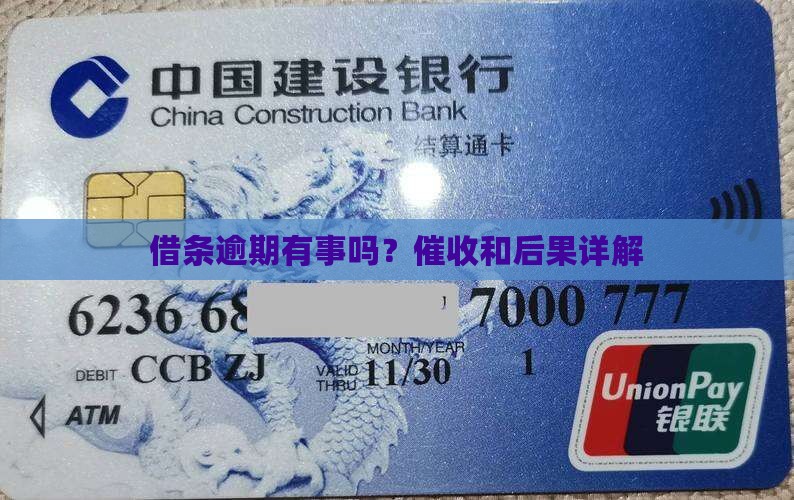 中国建设银行
China Construction Bank
结算通卡
借条逾期有事吗？催收和后果详解
6236 68 7000 777
DEBIT CCB ZJ VALID THRU MONTH/YEAR 11/30 1
ATM
UnionPay
银联